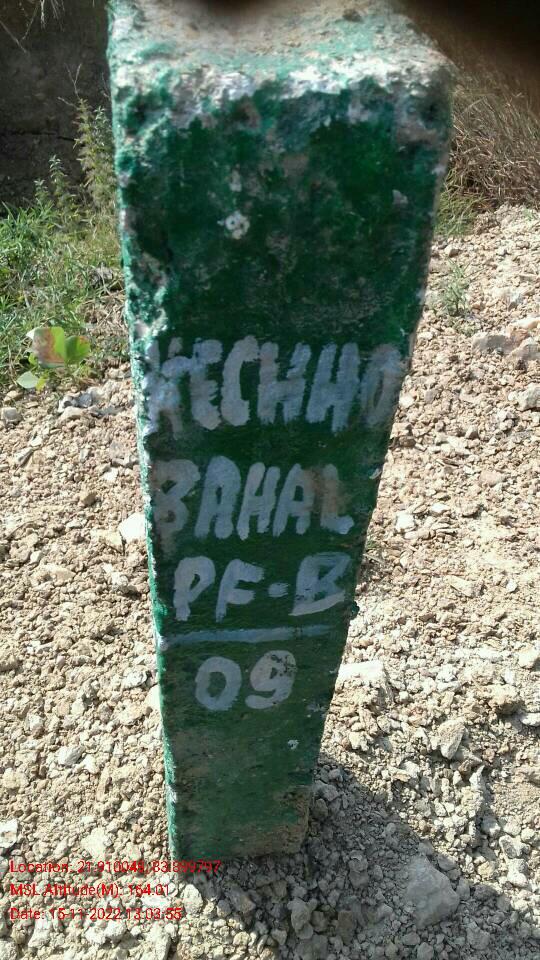 KECHHO
BAHAL
PF-B
09
Location: 21.910048, 83.899797
MSL Altitude(M): 164.01
Date: 15-11-2022 13:03:55